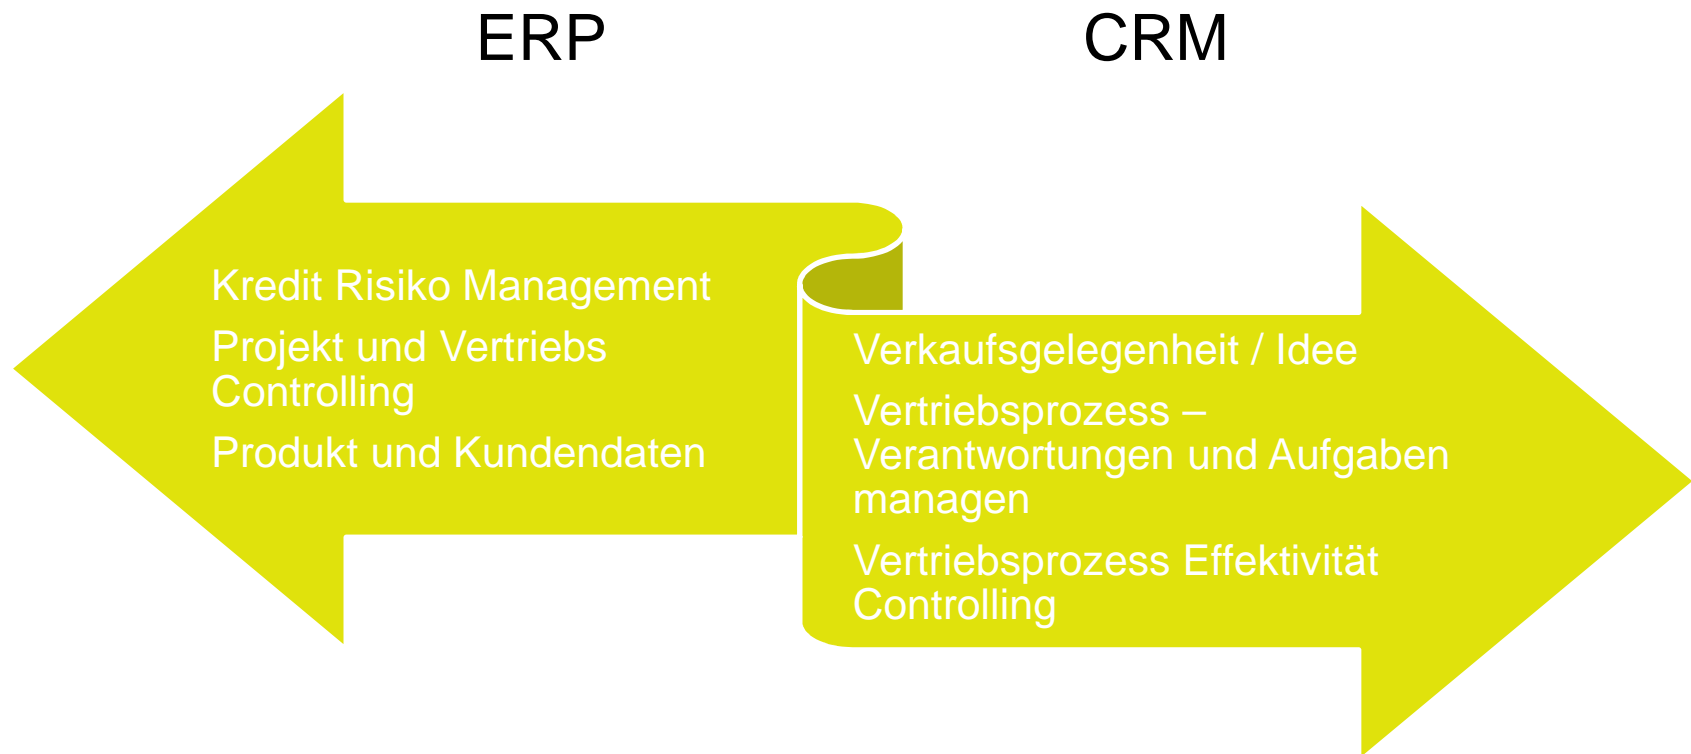 ERP
CRM
Kredit Risiko Management
Projekt und Vertriebs
Controlling
Produkt und Kundendaten
Verkaufsgelegenheit / Idee
Vertriebsprozess –
Verantwortungen und Aufgaben
managen
Vertriebsprozess Effektivität
Controlling